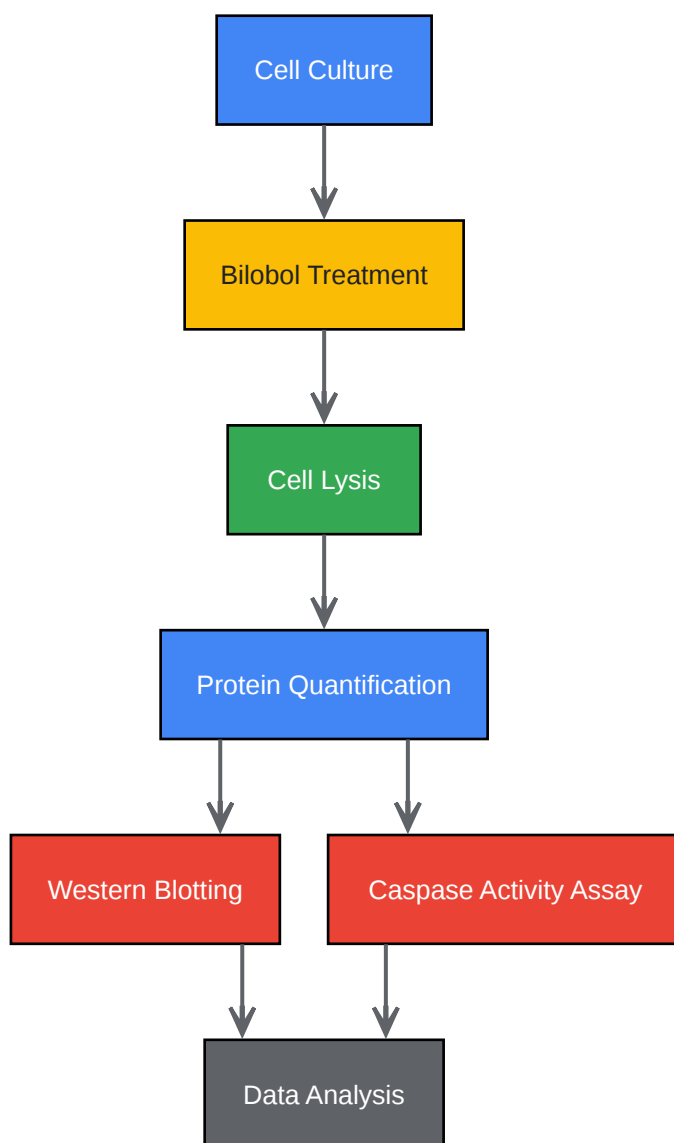 Cell Culture
Bilobol Treatment
Cell Lysis
Protein Quantification
Western Blotting
Caspase Activity Assay
Data Analysis